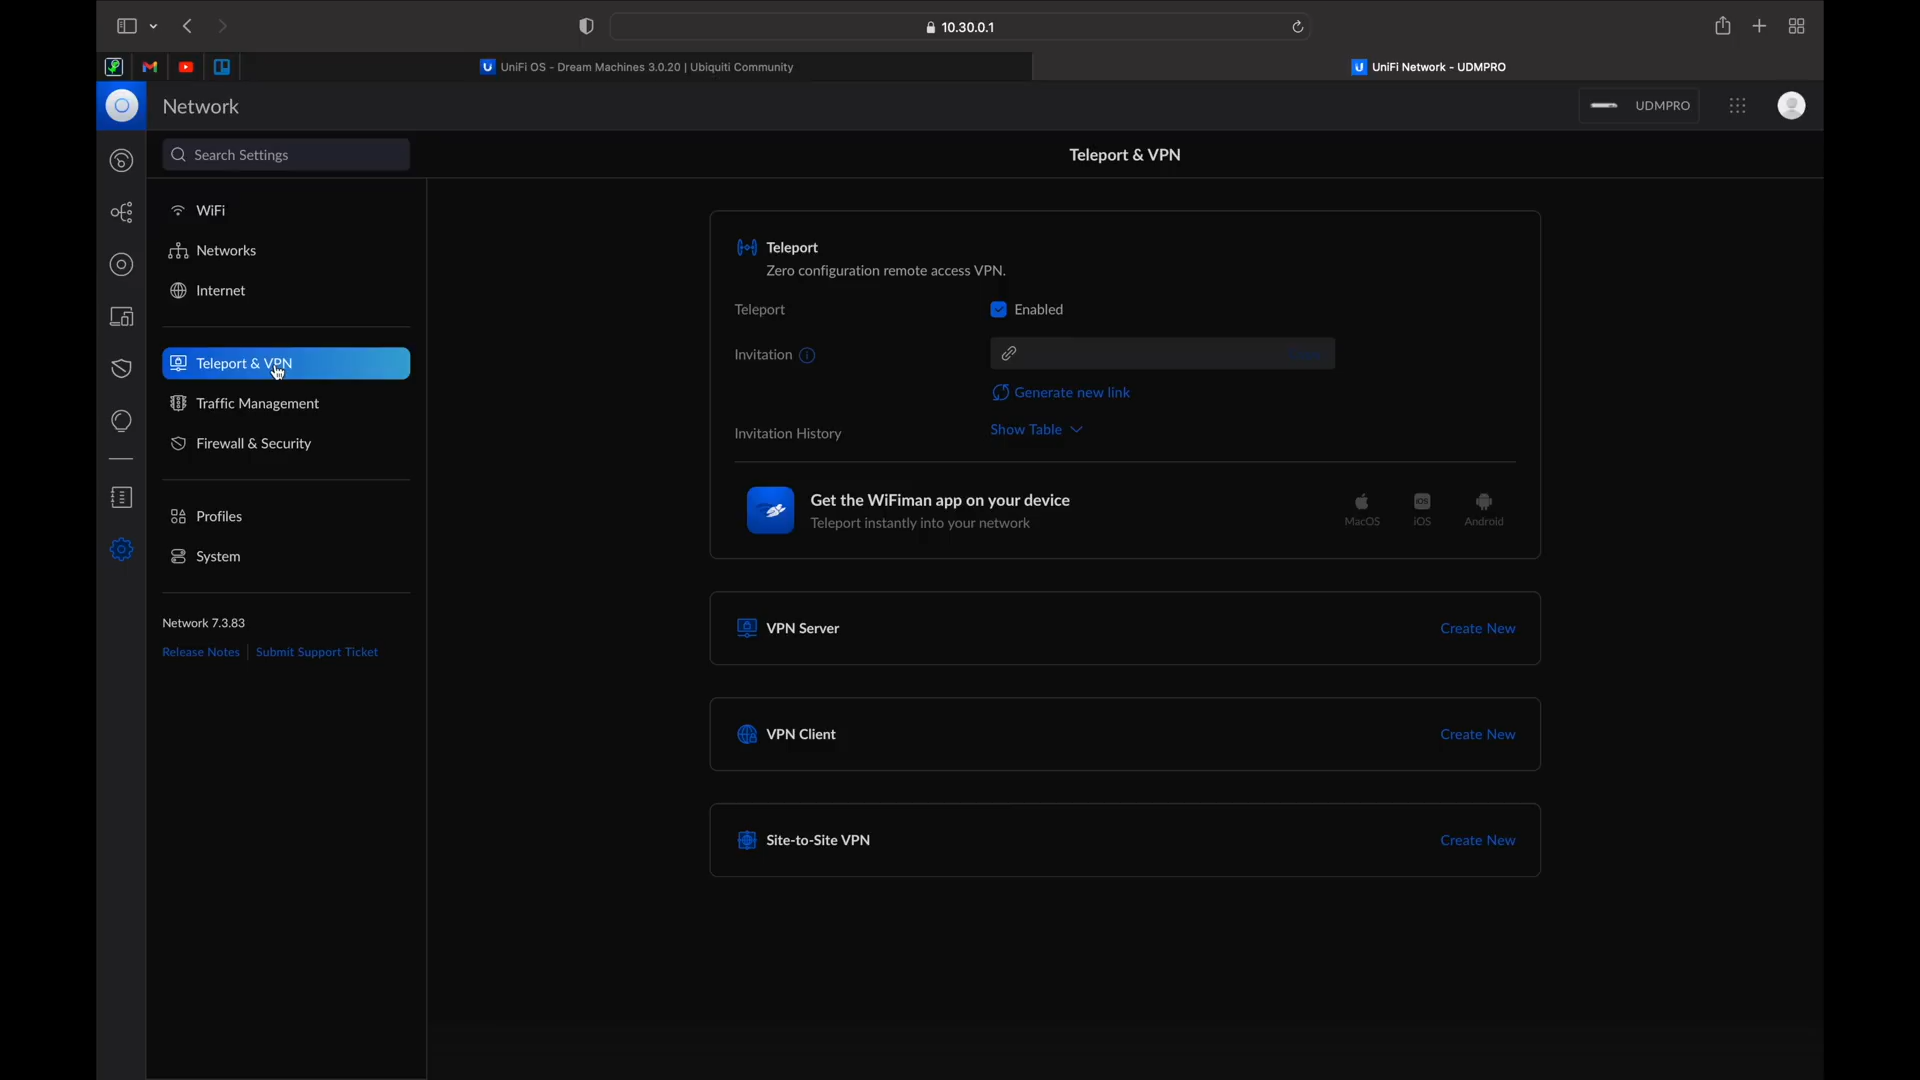 10.30.0.1
UniFi OS - Dream Machines 3.0.20 | Ubiquiti Community
UniFi Network - UDMPRO
Network
UDMPRO
Search Settings
Teleport & VPN
WiFi
Networks
Internet
Teleport & VPN
Traffic Management
Firewall & Security
Profiles
System
Network 7.3.83
Release Notes | Submit Support Ticket
Teleport
Zero configuration remote access VPN.
Teleport
Enabled
Invitation
Generate new link
Invitation History
Show Table
Get the WiFiman app on your device
Teleport instantly into your network
MacOS
iOS
iOS
Android
VPN Server
Create New
VPN Client
Create New
Site-to-Site VPN
Create New